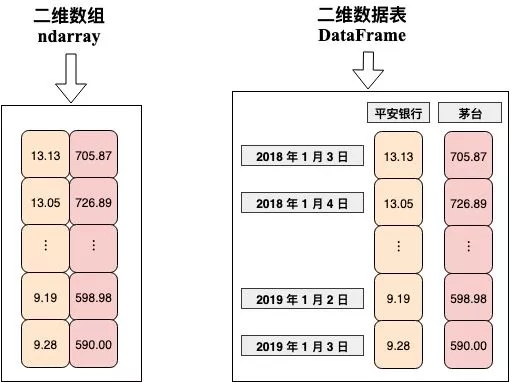 二维数组
ndarray
13.13 705.87
13.05 726.89
⋮ ⋮
9.19 598.98
9.28 590.00
二维数据表
DataFrame
平安银行 茅台
2018 年 1 月 3 日 13.13 705.87
2018 年 1 月 4 日 13.05 726.89
⋮ ⋮
2019 年 1 月 2 日 9.19 598.98
2019 年 1 月 3 日 9.28 590.00